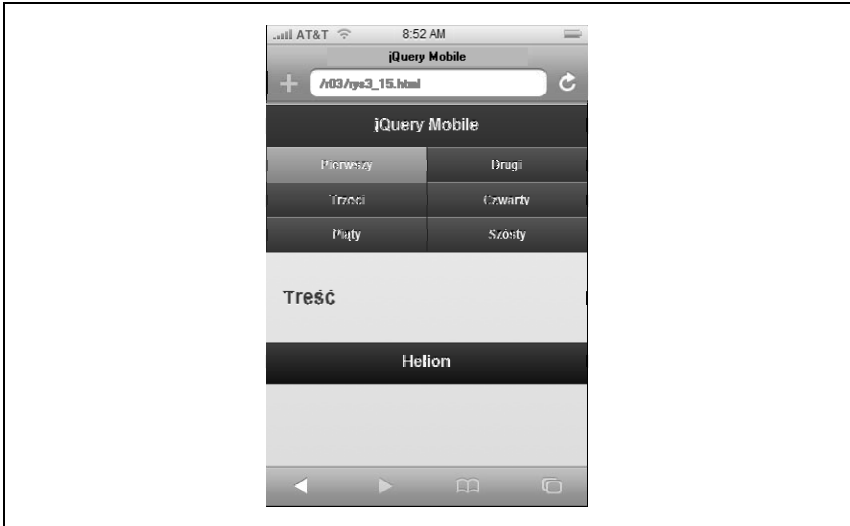 AT&T 8:52 AM
jQuery Mobile
/r03/rys3_15.html
jQuery Mobile
Pierwszy Drugi
Trzeci Czwarty
Piąty Szósty
Treść
Helion